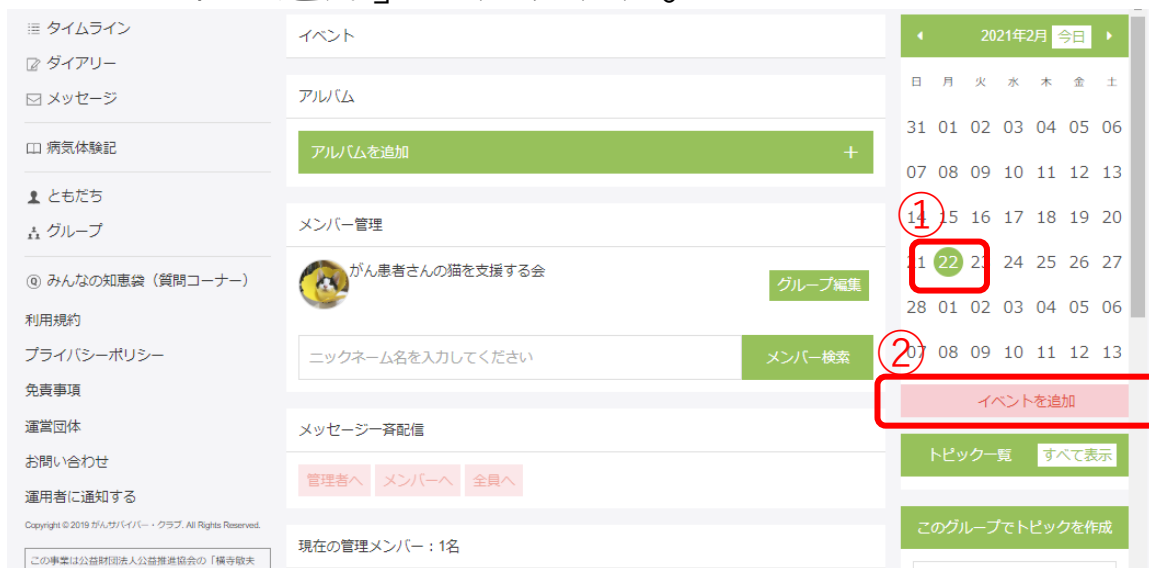 タイムライン
ダイアリー
メッセージ
病気体験記
ともだち
グループ
みんなの知恵袋（質問コーナー）
利用規約
プライバシーポリシー
免責事項
運営団体
お問い合わせ
運用者に通知する
Copyright © 2019 がんサバイバー・クラブ. All Rights Reserved.
この事業は公益財団法人公益推進協会の「横寺敏夫
イベント
アルバム
アルバムを追加 +
メンバー管理
がん患者さんの猫を支援する会
グループ編集
ニックネーム名を入力してください メンバー検索
メッセージ一斉配信
管理者へ メンバーへ 全員へ
現在の管理メンバー：1名
2021年2月 今日
日 月 火 水 木 金 土
31 01 02 03 04 05 06
07 08 09 10 11 12 13
①
14 15 16 17 18 19 20
21 22 23 24 25 26 27
28 01 02 03 04 05 06
②
07 08 09 10 11 12 13
イベントを追加
トピック一覧 すべて表示
このグループでトピックを作成